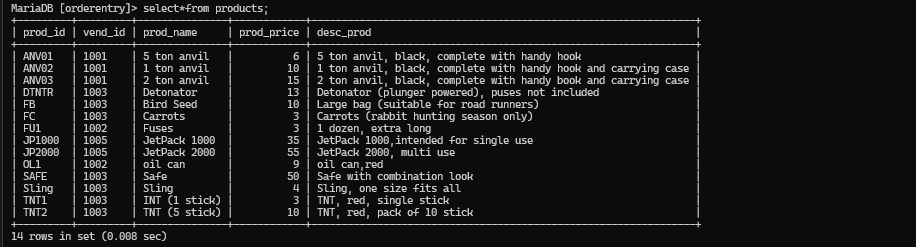 MariaDB [orderentry]> select*from products;
+---------+---------+---------------+------------+----------------------------------------------------------------+
| prod_id | vend_id | prod_name | prod_price | desc_prod |
+---------+---------+---------------+------------+----------------------------------------------------------------+
| ANV01 | 1001 | 5 ton anvil | 6 | 5 ton anvil, black, complete with handy hook |
| ANV02 | 1001 | 1 ton anvil | 10 | 1 ton anvil, black, complete with handy hook and carrying case |
| ANV03 | 1001 | 2 ton anvil | 15 | 2 ton anvil, black, complete with handy book and carrying case |
| DTNTR | 1003 | Detonator | 13 | Detonator (plunger powered), puses not included |
| FB | 1003 | Bird Seed | 10 | Large bag (suitable for road runners) |
| FC | 1003 | Carrots | 3 | Carrots (rabbit hunting season only) |
| FU1 | 1002 | Fuses | 3 | 1 dozen, extra long |
| JP1000 | 1005 | JetPack 1000 | 35 | JetPack 1000,intended for single use |
| JP2000 | 1005 | JetPack 2000 | 55 | JetPack 2000, multi use |
| OL1 | 1002 | oil can | 9 | oil can,red |
| SAFE | 1003 | Safe | 50 | Safe with combination look |
| Sling | 1003 | Sling | 4 | Sling, one size fits all |
| TNT1 | 1003 | INT (1 stick) | 3 | TNT, red, single stick |
| TNT2 | 1003 | TNT (5 stick) | 10 | TNT, red, pack of 10 stick |
+---------+---------+---------------+------------+----------------------------------------------------------------+
14 rows in set (0.008 sec)